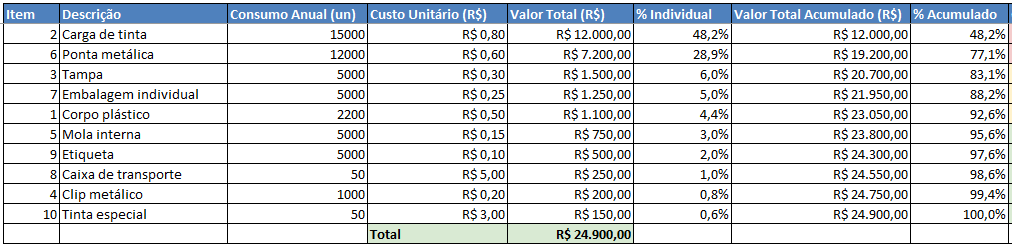 Item Descrição Consumo Anual (un) Custo Unitário (R$) Valor Total (R$) % Individual Valor Total Acumulado (R$) % Acumulado
2 Carga de tinta 15000 R$ 0,80 R$ 12.000,00 48,2% R$ 12.000,00 48,2%
6 Ponta metálica 12000 R$ 0,60 R$ 7.200,00 28,9% R$ 19.200,00 77,1%
3 Tampa 5000 R$ 0,30 R$ 1.500,00 6,0% R$ 20.700,00 83,1%
7 Embalagem individual 5000 R$ 0,25 R$ 1.250,00 5,0% R$ 21.950,00 88,2%
1 Corpo plástico 2200 R$ 0,50 R$ 1.100,00 4,4% R$ 23.050,00 92,6%
5 Mola interna 5000 R$ 0,15 R$ 750,00 3,0% R$ 23.800,00 95,6%
9 Etiqueta 5000 R$ 0,10 R$ 500,00 2,0% R$ 24.300,00 97,6%
8 Caixa de transporte 50 R$ 5,00 R$ 250,00 1,0% R$ 24.550,00 98,6%
4 Clip metálico 1000 R$ 0,20 R$ 200,00 0,8% R$ 24.750,00 99,4%
10 Tinta especial 50 R$ 3,00 R$ 150,00 0,6% R$ 24.900,00 100,0%
Total R$ 24.900,00